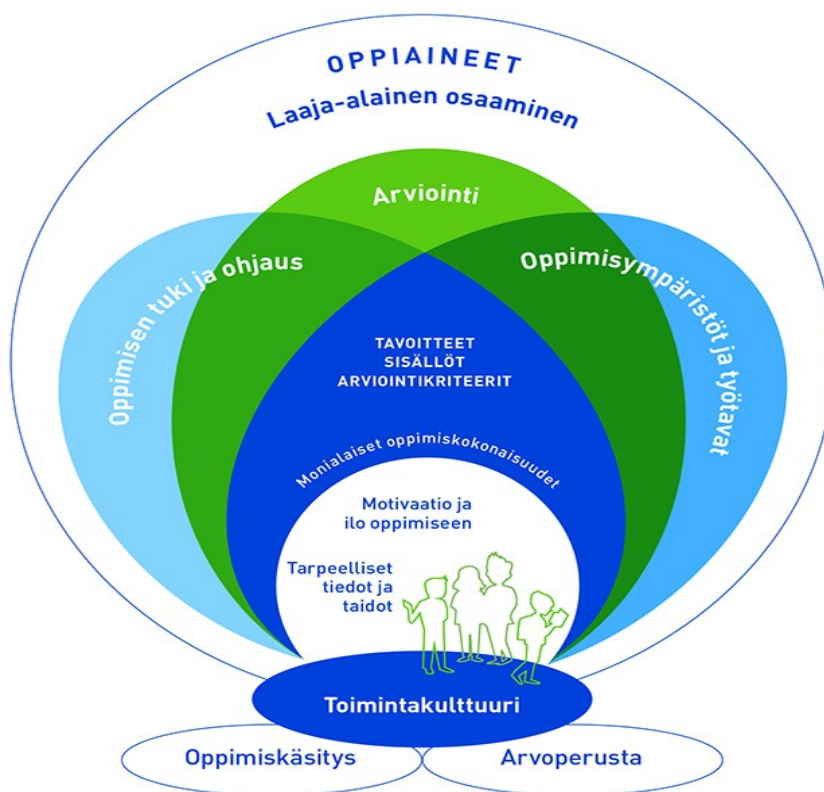 OPPIAINEET
Laaja-alainen osaaminen
Arviointi
Oppimisen tuki ja ohjaus
Oppimisympäristöt ja työtavat
TAVOITTEET
SISÄLLÖT
ARVIOINTIKRITEERIT
Monialaiset oppimiskokonaisuudet
Motivaatio ja
ilo oppimiseen
Tarpeelliset
tiedot ja
taidot
Toimintakulttuuri
Oppimiskäsitys
Arvoperusta